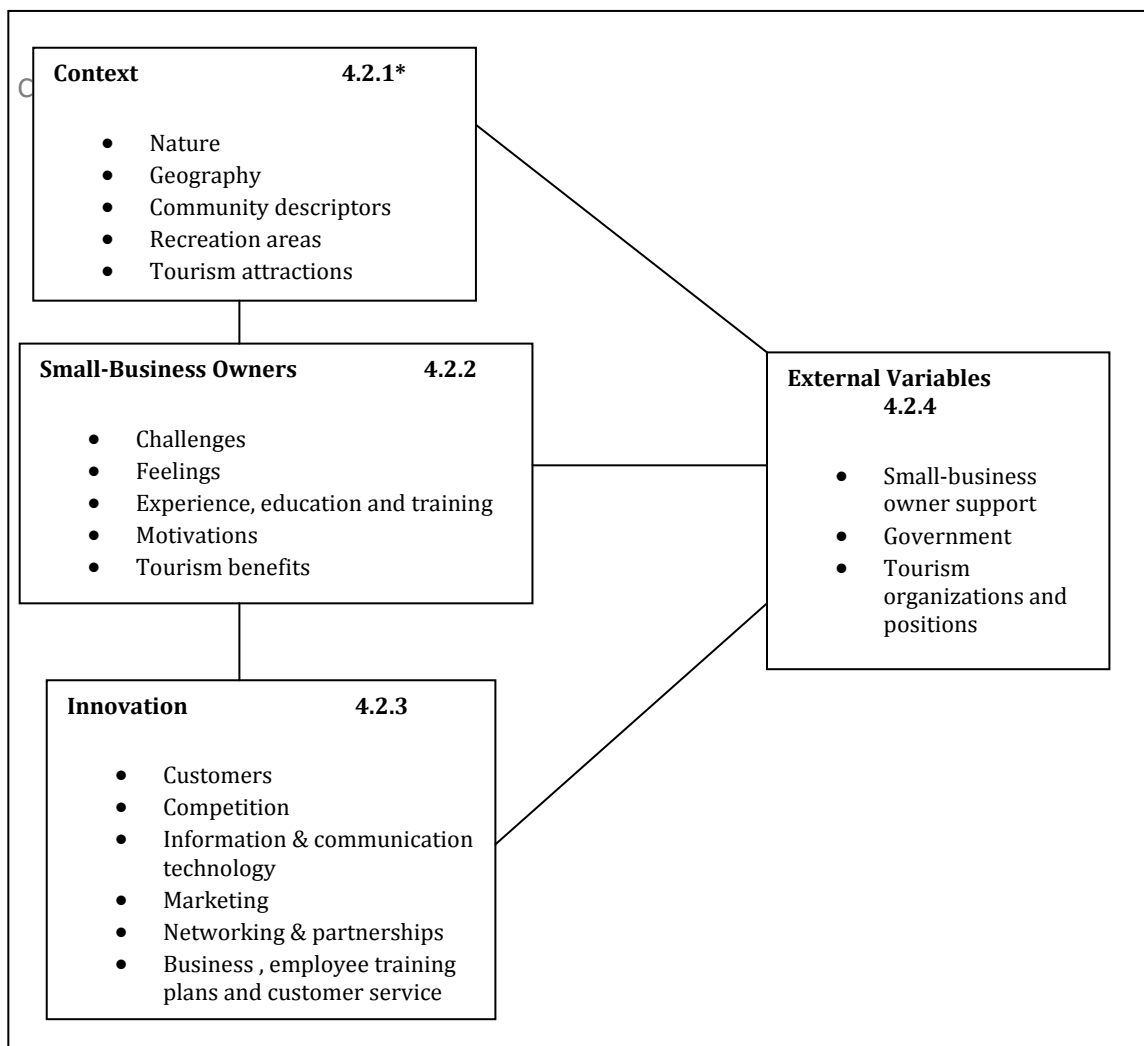 Context 4.2.1*
• Nature
• Geography
• Community descriptors
• Recreation areas
• Tourism attractions
Small-Business Owners 4.2.2
• Challenges
• Feelings
• Experience, education and training
• Motivations
• Tourism benefits
External Variables
4.2.4
• Small-business
owner support
• Government
• Tourism
organizations and
positions
Innovation 4.2.3
• Customers
• Competition
• Information & communication
technology
• Marketing
• Networking & partnerships
• Business , employee training
plans and customer service